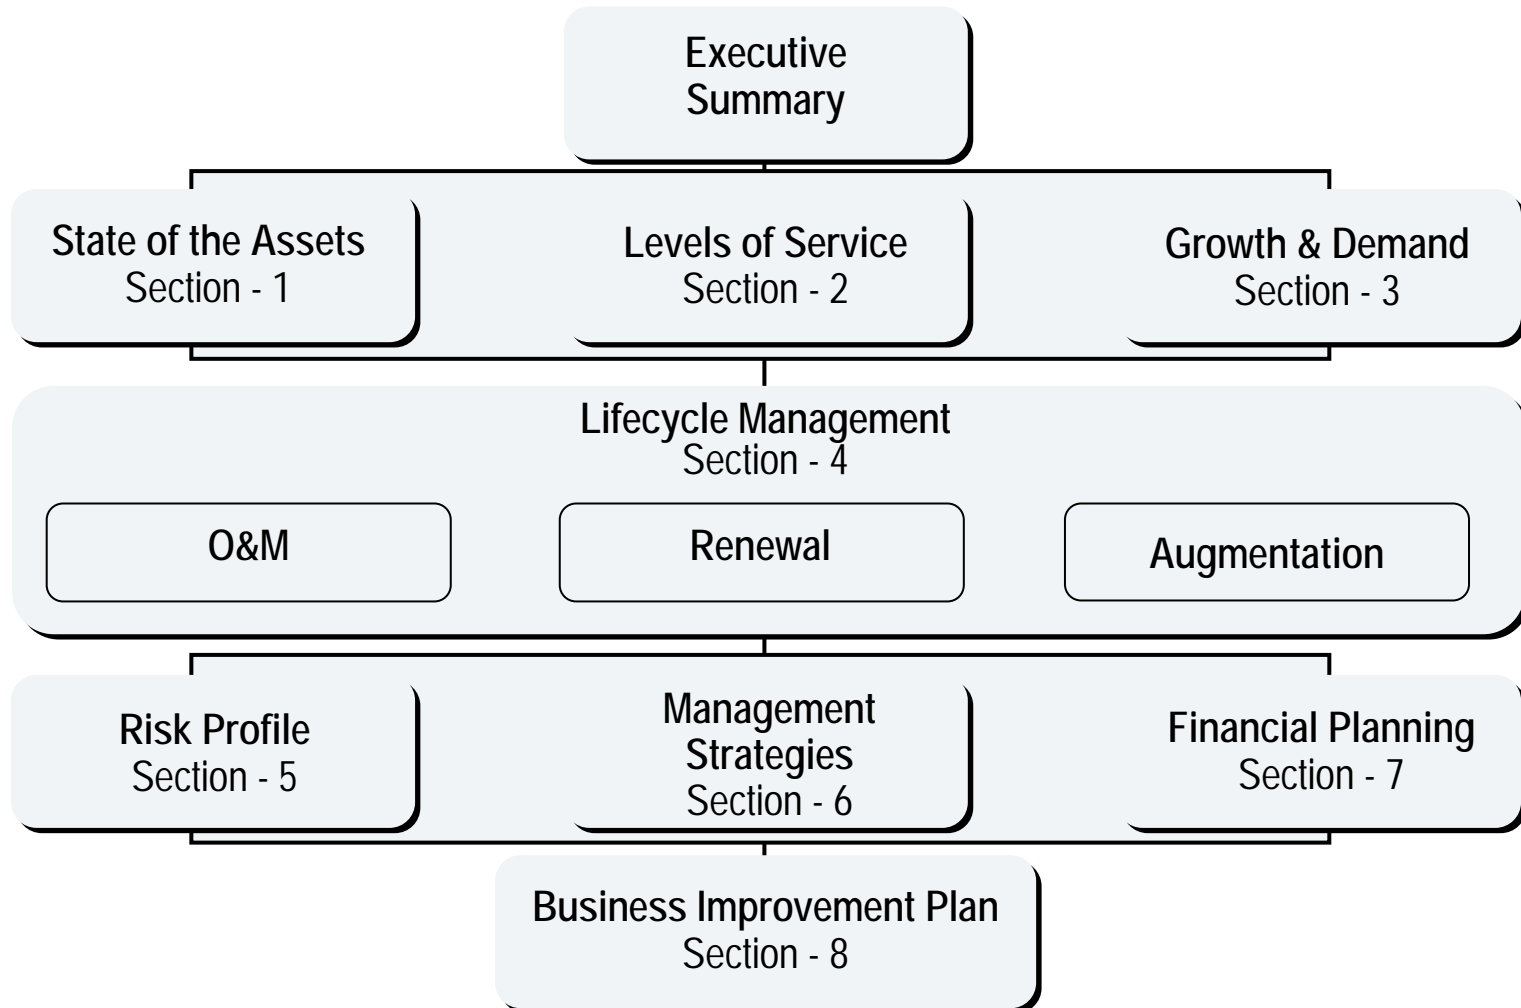 Executive
Summary
State of the Assets
Section - 1
Levels of Service
Section - 2
Growth & Demand
Section - 3
Lifecycle Management
Section - 4
O&M
Renewal
Augmentation
Risk Profile
Section - 5
Management
Strategies
Section - 6
Financial Planning
Section - 7
Business Improvement Plan
Section - 8